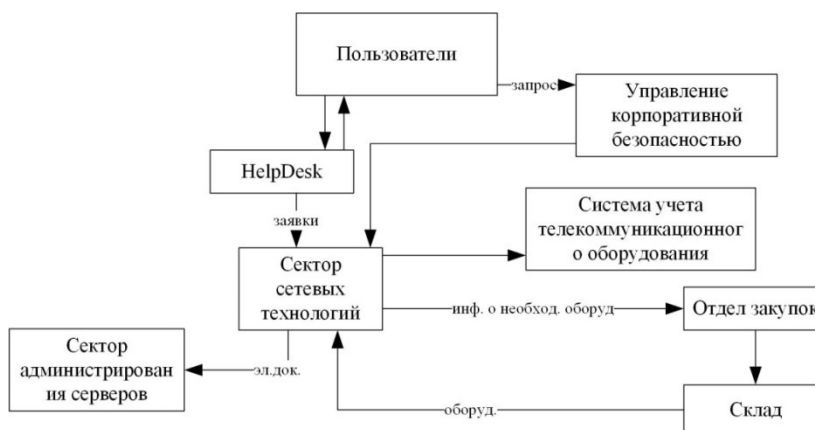 Пользователи
запрос
Управление
корпоративной
безопасностью
HelpDesk
заявки
Система учета
телекоммуникационног
о оборудования
Сектор
сетевых
технологий
инф. о необход. оборуд
Отдел закупок
Сектор
администрирован
ия серверов
эл.док.
оборуд.
Склад